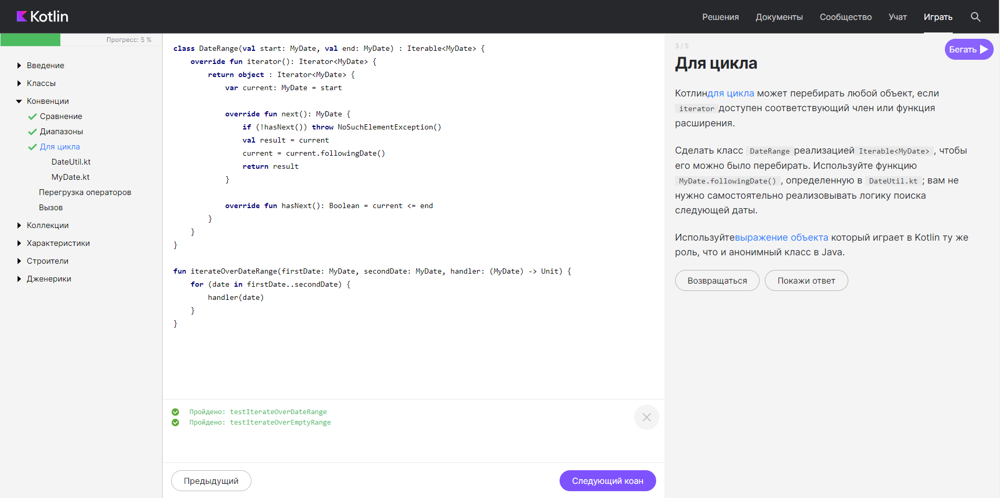 Kotlin
Решения
Документы
Сообщество
Учат
Играть
Прогресс: 5 %
Введение
Классы
Конвенции
Сравнение
Диапазоны
Для цикла
DateUtil.kt
MyDate.kt
Перегрузка операторов
Вызов
Коллекции
Характеристики
Строители
Дженерики
class DateRange(val start: MyDate, val end: MyDate) : Iterable<MyDate> {
    override fun iterator(): Iterator<MyDate> {
        return object : Iterator<MyDate> {
            var current: MyDate = start
            override fun next(): MyDate {
                if (!hasNext()) throw NoSuchElementException()
                val result = current
                current = current.followingDate()
                return result
            }
            override fun hasNext(): Boolean = current <= end
        }
    }
}
fun iterateOverDateRange(firstDate: MyDate, secondDate: MyDate, handler: (MyDate) -> Unit) {
    for (date in firstDate..secondDate) {
        handler(date)
    }
}
Пройдено: testIterateOverDateRange
Пройдено: testIterateOverEmptyRange
Предыдущий
Следующий коан
3 / 5
Бегать
Для цикла
Котлиндля цикла может перебирать любой объект, если
iterator доступен соответствующий член или функция
расширения.
Сделать класс DateRange реализацией Iterable<MyDate> , чтобы
его можно было перебирать. Используйте функцию
MyDate.followingDate() , определенную в DateUtil.kt ; вам не
нужно самостоятельно реализовывать логику поиска
следующей даты.
Используйтевыражение объекта который играет в Kotlin ту же
роль, что и анонимный класс в Java.
Возвращаться
Покажи ответ